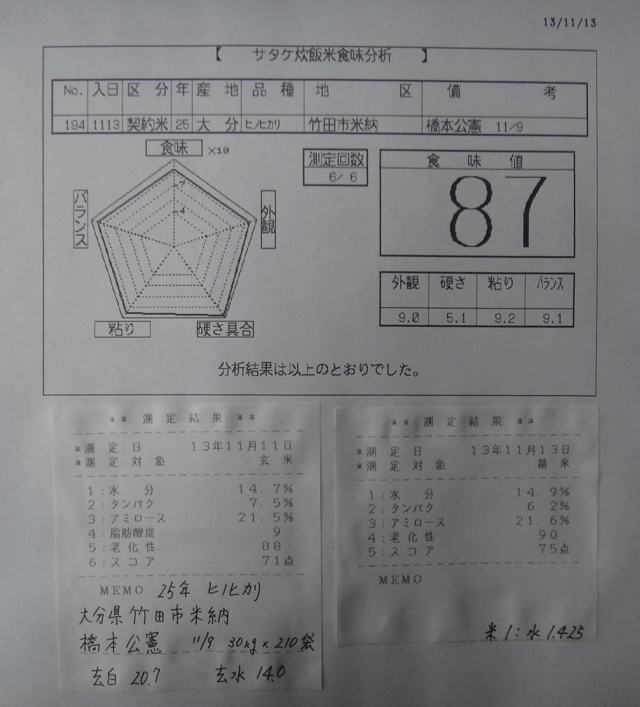 13/11/13
【 サタケ炊飯米食味分析 】
No. 入日 区分 年 産地 品種 地区 備考
194 1113 契約米 25 大分 ヒノヒカリ 竹田市米納 橋本公憲 11/9
食味 ×10
7
4
バランス
外観
粘り
硬さ具合
測定回数
6/ 6
食味値
87
外観 硬さ 粘り バランス
9.0 5.1 9.2 9.1
分析結果は以上のとおりでした。
** 測定結果 **
*測定日 13年11月11日
*測定対象 玄米
1:水分 14.7%
2:タンパク 7.5%
3:アミロース 21.5%
4:脂肪酸度 9
5:老化性 88
6:スコア 71点
MEMO 25年 ヒノヒカリ
大分県竹田市米納
橋本公憲 11/9 30kg×210袋
玄白 20.7 玄水 14.0
** 測定結果 **
*測定日 13年11月13日
*測定対象 精米
1:水分 14.9%
2:タンパク 6.2%
3:アミロース 21.6%
4:老化性 90
5:スコア 75点
MEMO
米1:水1.425